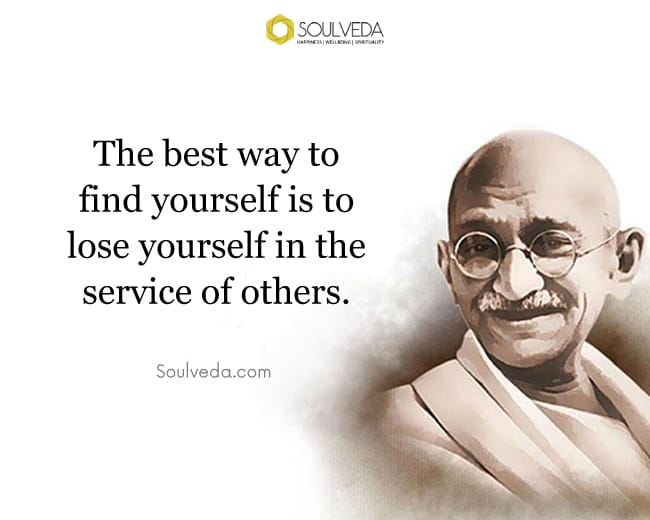 SOULVEDA
HAPPINESS | WELLBEING | SPIRITUALITY
The best way to
find yourself is to
lose yourself in the
service of others.
Soulveda.com